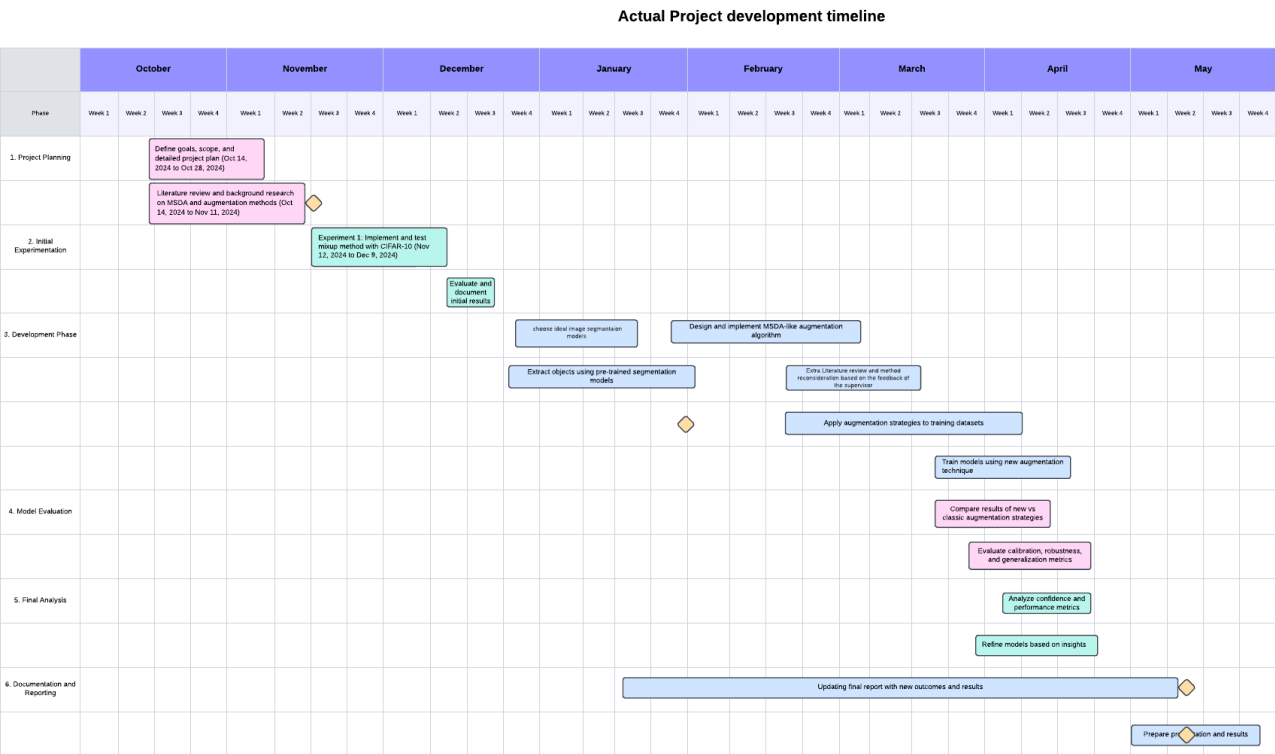 Actual Project development timeline
October November December January February March April May
Phase Week 1 Week 2 Week 3 Week 4 Week 1 Week 2 Week 3 Week 4 Week 1 Week 2 Week 3 Week 4 Week 1 Week 2 Week 3 Week 4 Week 1 Week 2 Week 3 Week 4 Week 1 Week 2 Week 3 Week 4 Week 1 Week 2 Week 3 Week 4 Week 1 Week 2 Week 3 Week 4
1. Project Planning
Define goals, scope, and
detailed project plan (Oct 14,
2024 to Oct 28, 2024)
Literature review and background research
on MSDA and augmentation methods (Oct
14, 2024 to Nov 11, 2024)
2. Initial
Experimentation
Experiment 1: Implement and test
mixup method with CIFAR-10 (Nov
12, 2024 to Dec 9, 2024)
Evaluate and
document
initial results
3. Development Phase
choose ideal image segmantaion
models
Design and implement MSDA-like augmentation
algorithm
Extract objects using pre-trained segmentation
models
Extra Literature review and method
reconsideration based on the feedback of
the supervisor
Apply augmentation strategies to training datasets
Train models using new augmentation
technique
4. Model Evaluation
Compare results of new vs
classic augmentation strategies
Evaluate calibration, robustness,
and generalization metrics
5. Final Analysis
Analyze confidence and
performance metrics
Refine models based on insights
6. Documentation and
Reporting
Updating final report with new outcomes and results
Prepare and results